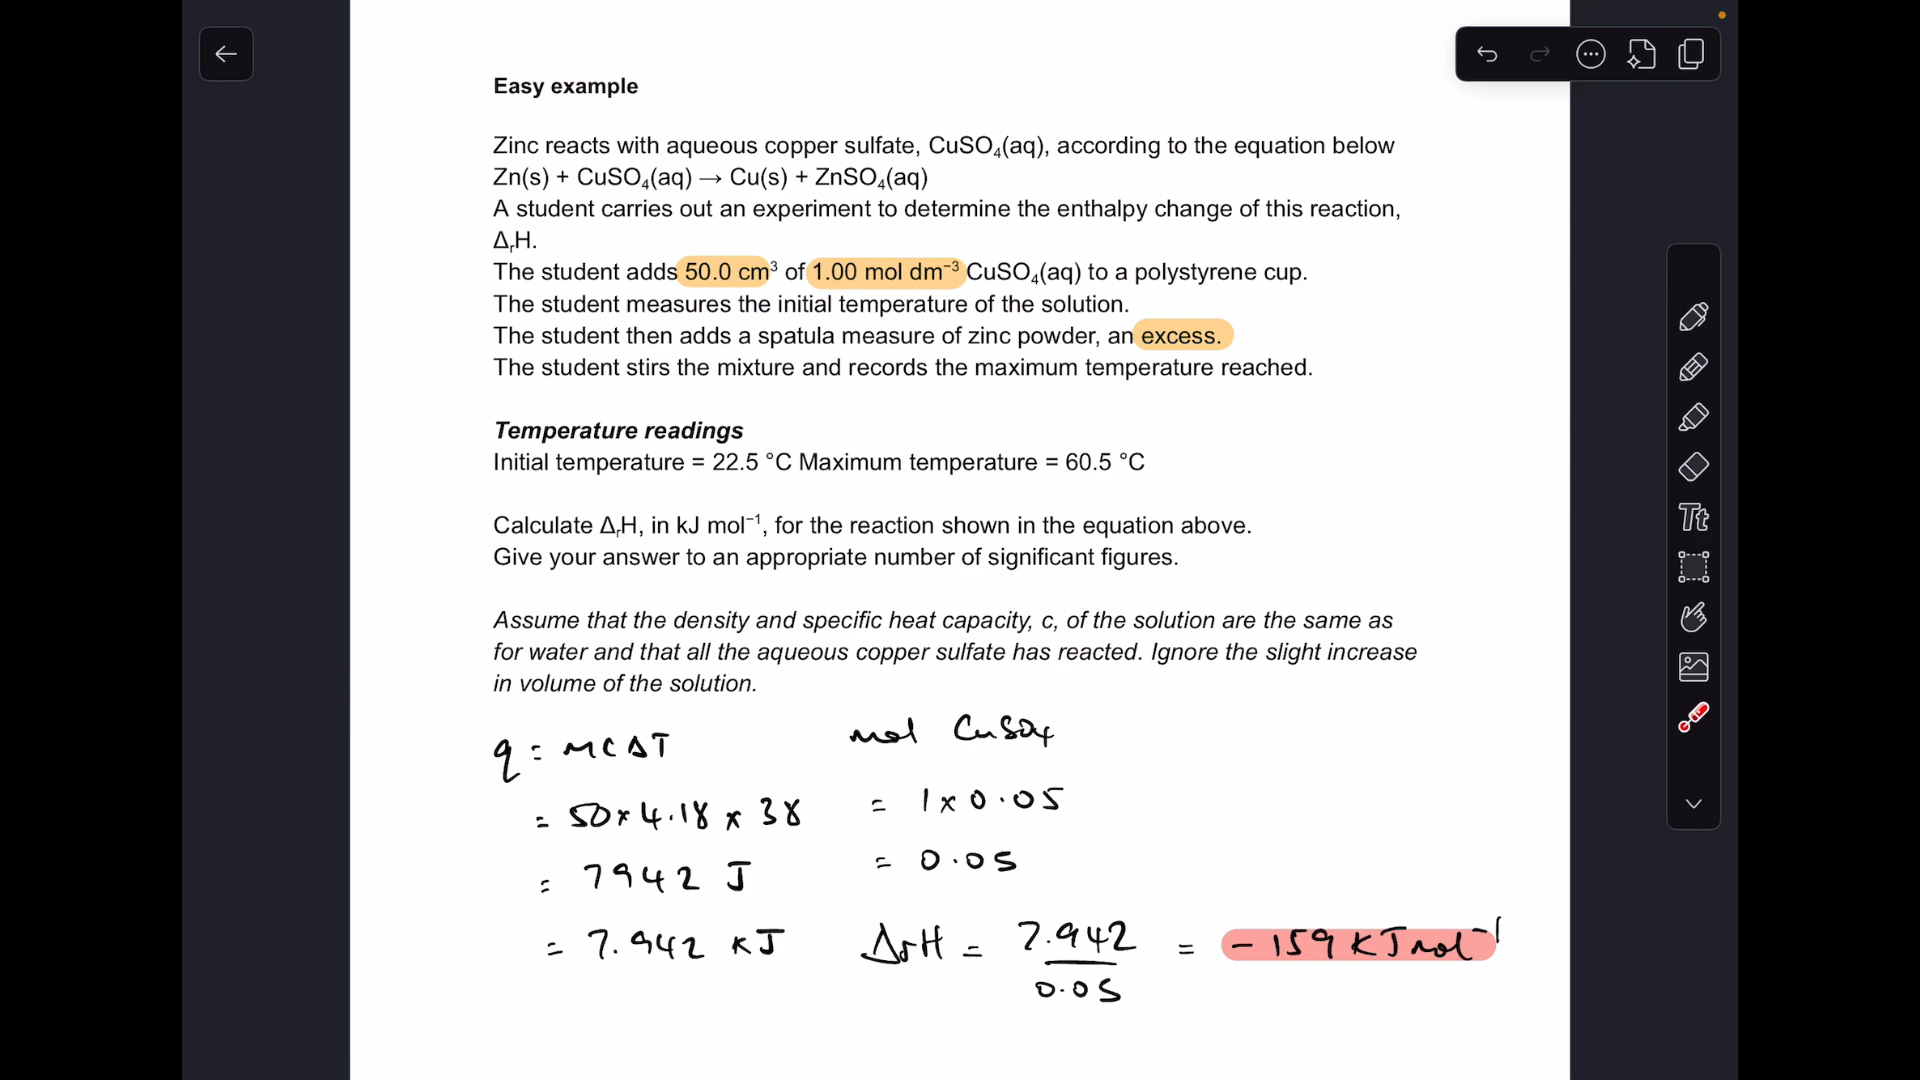 Easy example
Zinc reacts with aqueous copper sulfate, CuSO₄(aq), according to the equation below
Zn(s) + CuSO₄(aq) → Cu(s) + ZnSO₄(aq)
A student carries out an experiment to determine the enthalpy change of this reaction,
ΔᵣH.
The student adds 50.0 cm³ of 1.00 mol dm⁻³ CuSO₄(aq) to a polystyrene cup.
The student measures the initial temperature of the solution.
The student then adds a spatula measure of zinc powder, an excess.
The student stirs the mixture and records the maximum temperature reached.
Temperature readings
Initial temperature = 22.5 °C Maximum temperature = 60.5 °C
Calculate ΔᵣH, in kJ mol⁻¹, for the reaction shown in the equation above.
Give your answer to an appropriate number of significant figures.
Assume that the density and specific heat capacity, c, of the solution are the same as
for water and that all the aqueous copper sulfate has reacted. Ignore the slight increase
in volume of the solution.
q = MCΔT
= 50 × 4.18 × 38
= 7942 J
= 7.942 KJ
mol CuSO₄
= 1 × 0.05
= 0.05
ΔᵣH = 7.942 / 0.05 = - 159 KJ mol⁻¹
Tt